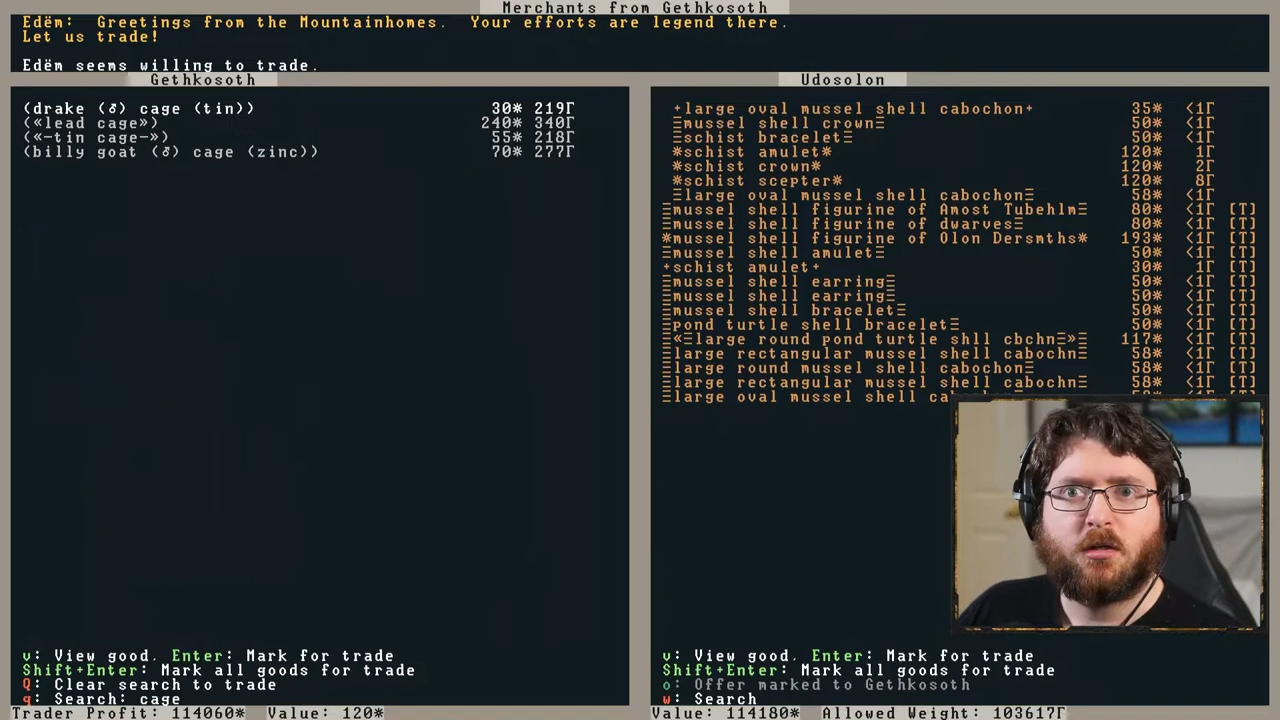 Merchants from Gethkosoth
Edëm:  Greetings from the Mountainhomes.  Your efforts are legend there.
Let us trade!
Edëm seems willing to trade.
Gethkosoth
(drake (♂) cage (tin)) 30☼ 219Γ
(«lead cage») 240☼ 340Γ
(«-tin cage-») 55☼ 218Γ
(billy goat (♂) cage (zinc)) 70☼ 277Γ
v: View good. Enter: Mark for trade
Shift+Enter: Mark all goods for trade
Q: Clear search to trade
q: Search: cage
Trader Profit: 114060☼  Value: 120☼
Udosolon
+large oval mussel shell cabochon+ 35☼ <1Γ
≡mussel shell crown≡ 50☼ <1Γ
≡schist bracelet≡ 50☼ <1Γ
*schist amulet* 120☼ 1Γ
*schist crown* 120☼ 2Γ
*schist scepter* 120☼ 8Γ
≡large oval mussel shell cabochon≡ 58☼ <1Γ
≡mussel shell figurine of Amost Tubehlm≡ 80☼ <1Γ [T]
≡mussel shell figurine of dwarves≡ 80☼ <1Γ [T]
*mussel shell figurine of Olon Dersmths* 193☼ <1Γ [T]
≡mussel shell amulet≡ 50☼ <1Γ [T]
+schist amulet+ 30☼ 1Γ [T]
≡mussel shell earring≡ 50☼ <1Γ [T]
≡mussel shell earring≡ 50☼ <1Γ [T]
≡mussel shell bracelet≡ 50☼ <1Γ [T]
≡pond turtle shell bracelet≡ 50☼ <1Γ [T]
≡«≡large round pond turtle shll cbchn≡»≡ 117☼ <1Γ [T]
≡large rectangular mussel shell cabochn≡ 58☼ <1Γ [T]
≡large round mussel shell cabochon≡ 58☼ <1Γ [T]
≡large rectangular mussel shell cabochn≡ 58☼ <1Γ [T]
≡large oval mussel shell
v: View good. Enter: Mark for trade
Shift+Enter: Mark all goods for trade
o: Offer marked to Gethkosoth
w: Search
Value: 114180☼  Allowed Weight: 103617Γ